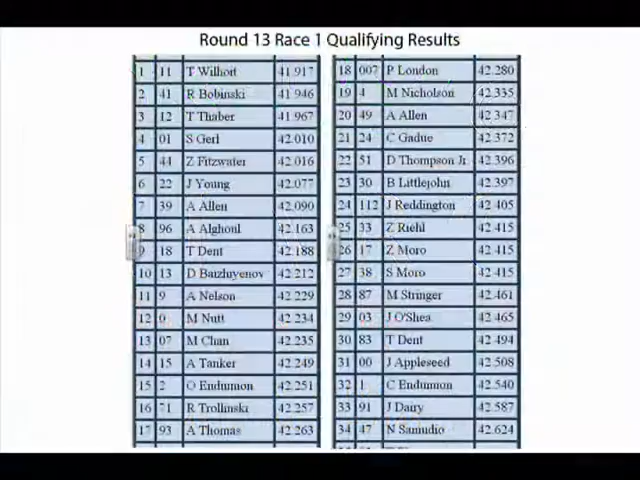 Round 13 Race 1 Qualifying Results
1 11 T Wilhort 41.917
2 41 R Bobinski 41.946
3 12 T Thaber 41.967
4 01 S Gerl 42.010
5 44 Z Fitzwater 42.016
6 22 J Young 42.077
7 39 A Allen 42.090
8 96 A Alghonl 42.163
9 18 T Dent 42.188
10 13 D Baizhuyenov 42.212
11 9 A Nelson 42.229
12 0 M Nutt 42.234
13 07 M Chan 42.235
14 15 A Tanker 42.249
15 2 O Endumon 42.251
16 71 R Trollinski 42.257
17 93 A Thomas 42.263
18 007 P London 42.280
19 4 M Nicholson 42.335
20 49 A Allen 42.347
21 24 C Gadue 42.372
22 51 D Thompson Jr 42.396
23 30 B Littlejohn 42.397
24 112 J Reddington 42.405
25 33 Z Riehl 42.415
26 17 Z Moro 42.415
27 38 S Moro 42.415
28 87 M Stringer 42.461
29 03 J O'Shea 42.465
30 83 T Dent 42.494
31 00 J Appleseed 42.508
32 1 C Endumon 42.540
33 91 J Dairy 42.587
34 47 N Samudio 42.624